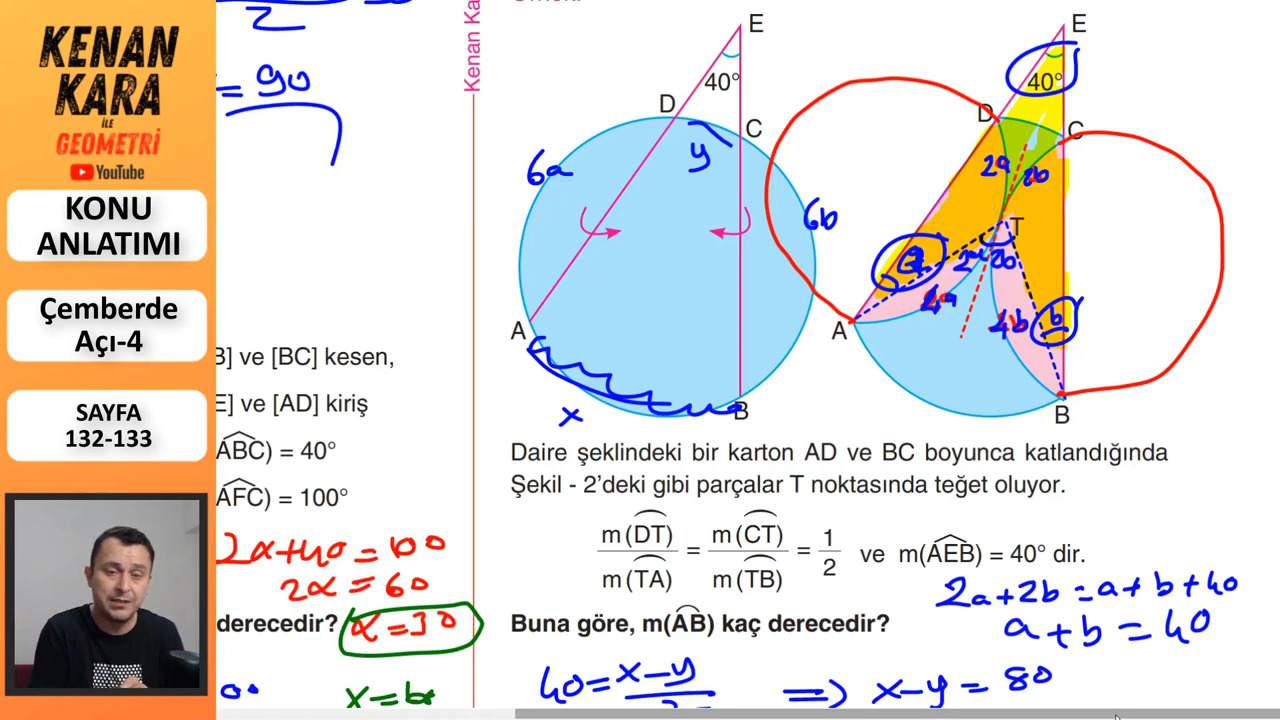 KENAN
KARA
İLE
GEOMETRİ
YouTube
KONU
ANLATIMI
Çemberde
Açı-4
SAYFA
132-133
2
= 90
B] ve [BC] kesen,
E] ve [AD] kiriş
ABC) = 40°
AFC) = 100°
2α+40=100
2α=60
derecedir? α=30
Kenan Ka
E
40°
D
C
y
6a
6b
A
B
x
E
40°
D
C
2a
2b
T
a
2a
2b
4a
4b
b
A
B
Daire şeklindeki bir karton AD ve BC boyunca katlandığında
Şekil - 2'deki gibi parçalar T noktasında teğet oluyor.
m(DT) / m(TA) = m(CT) / m(TB) = 1 / 2 ve m(AEB) = 40° dir.
2a+2b=a+b+40
a+b=40
Buna göre, m(AB) kaç derecedir?
40=x-y / 2 ⇒ x-y=80